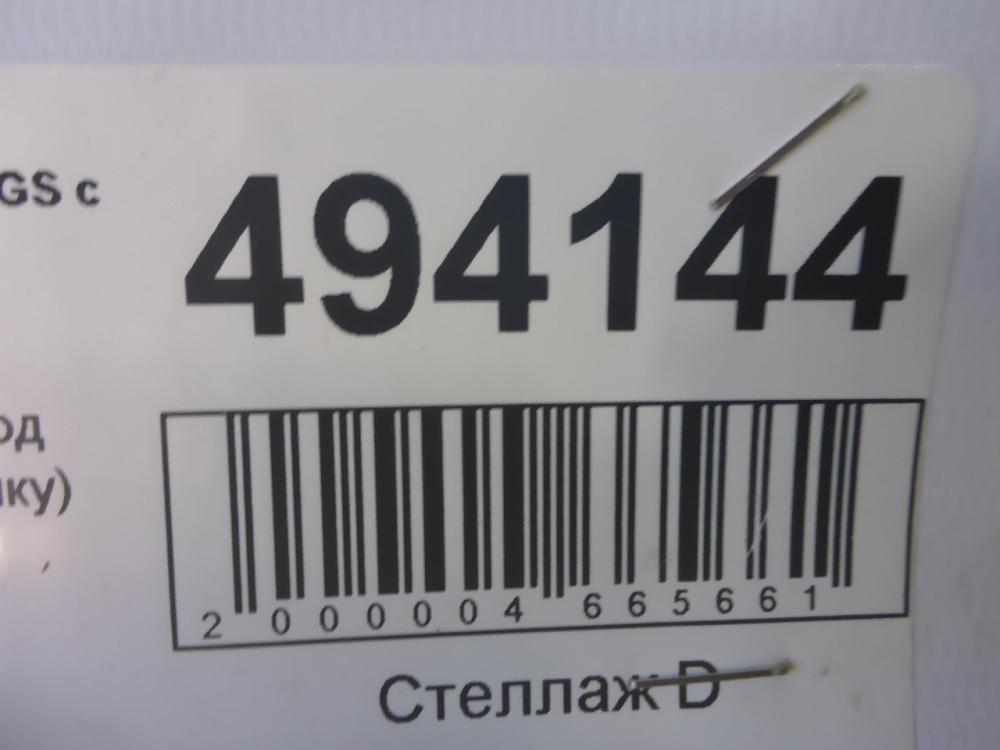 GS с
494144
од
ку)
2 000004 665661
Стеллаж D